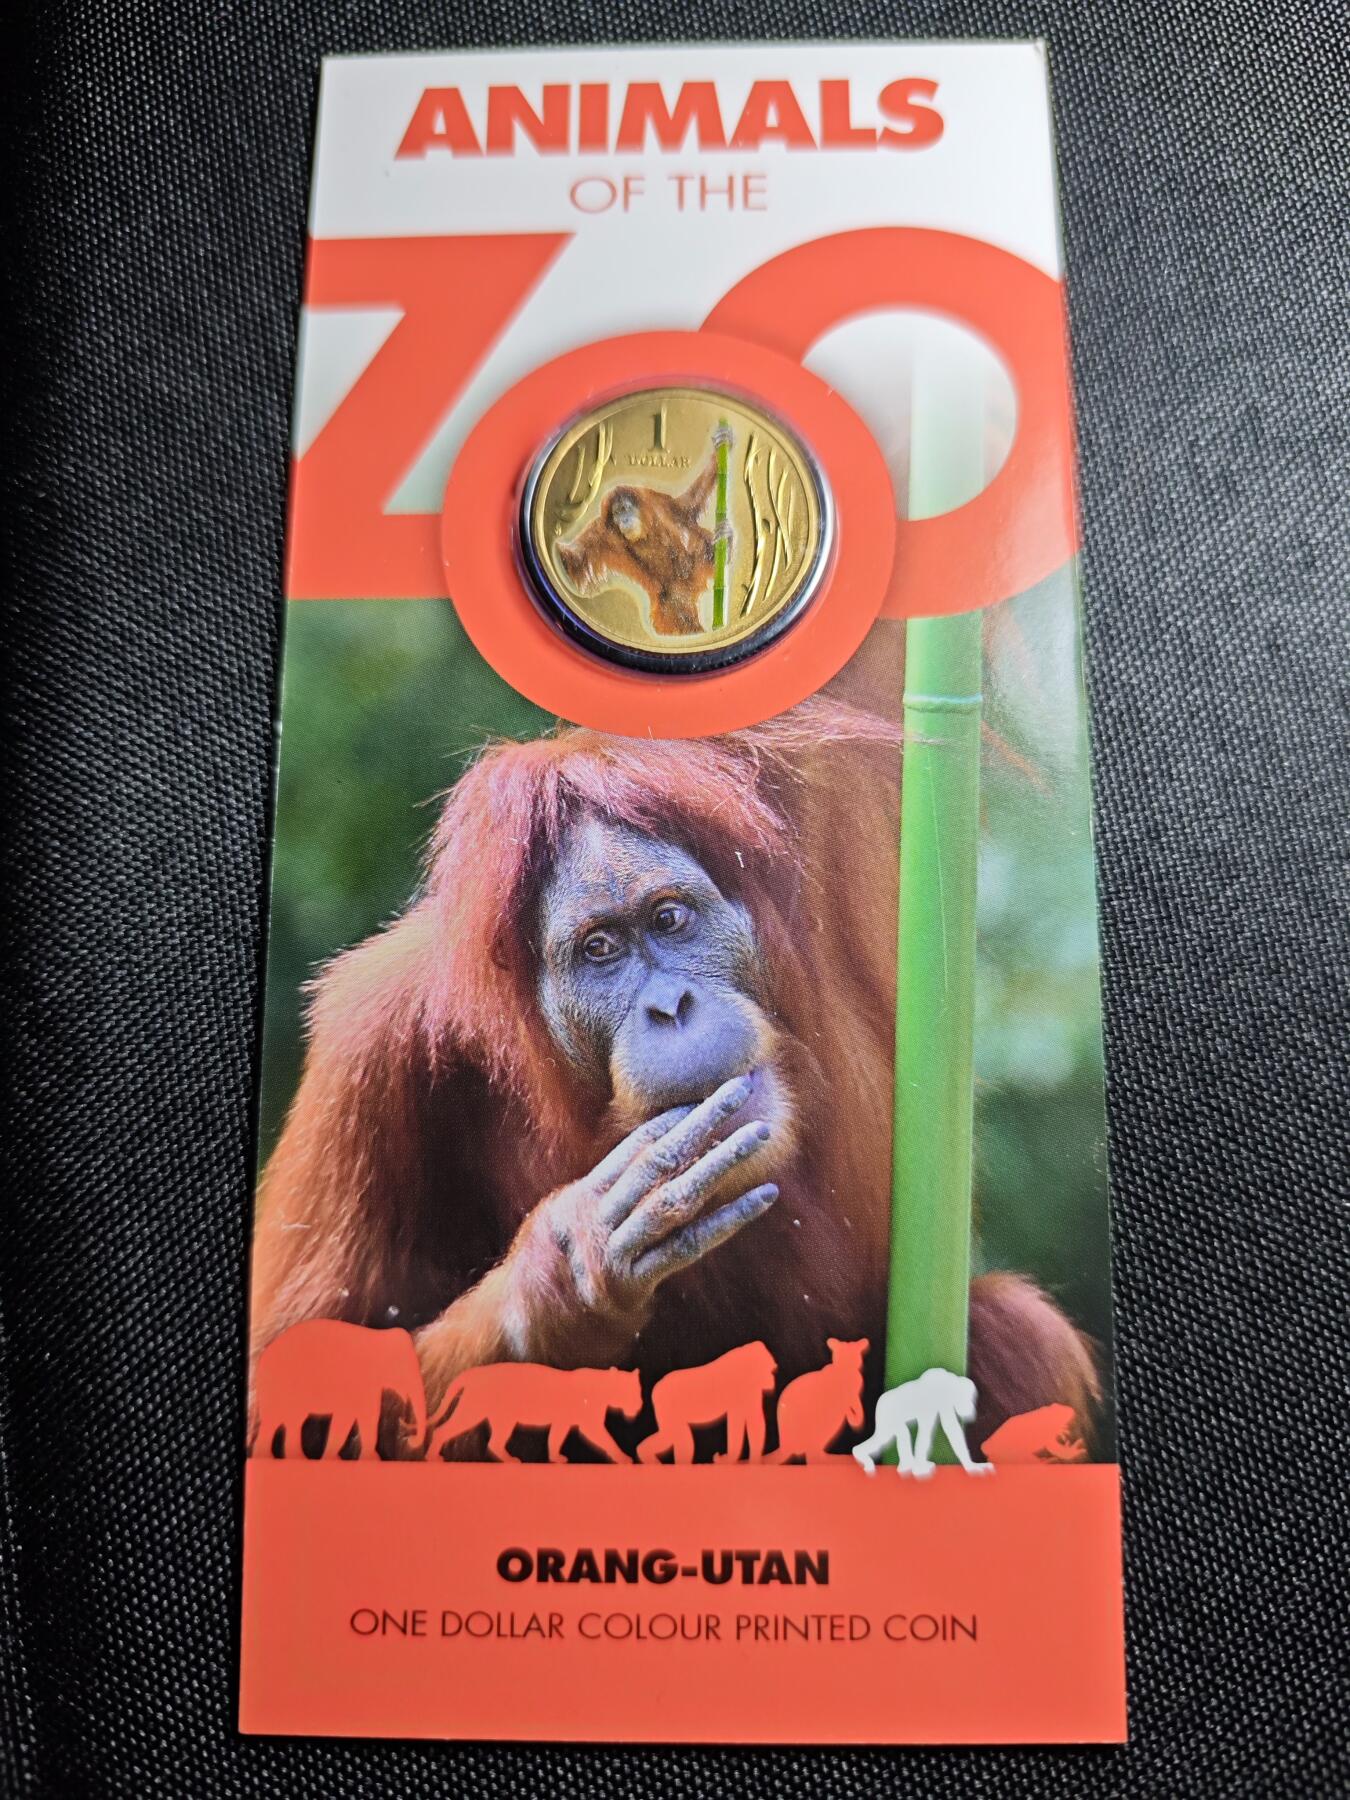 ANIMALS
OF THE
ZOO
1
DOLLAR
ORANG-UTAN
ONE DOLLAR COLOUR PRINTED COIN